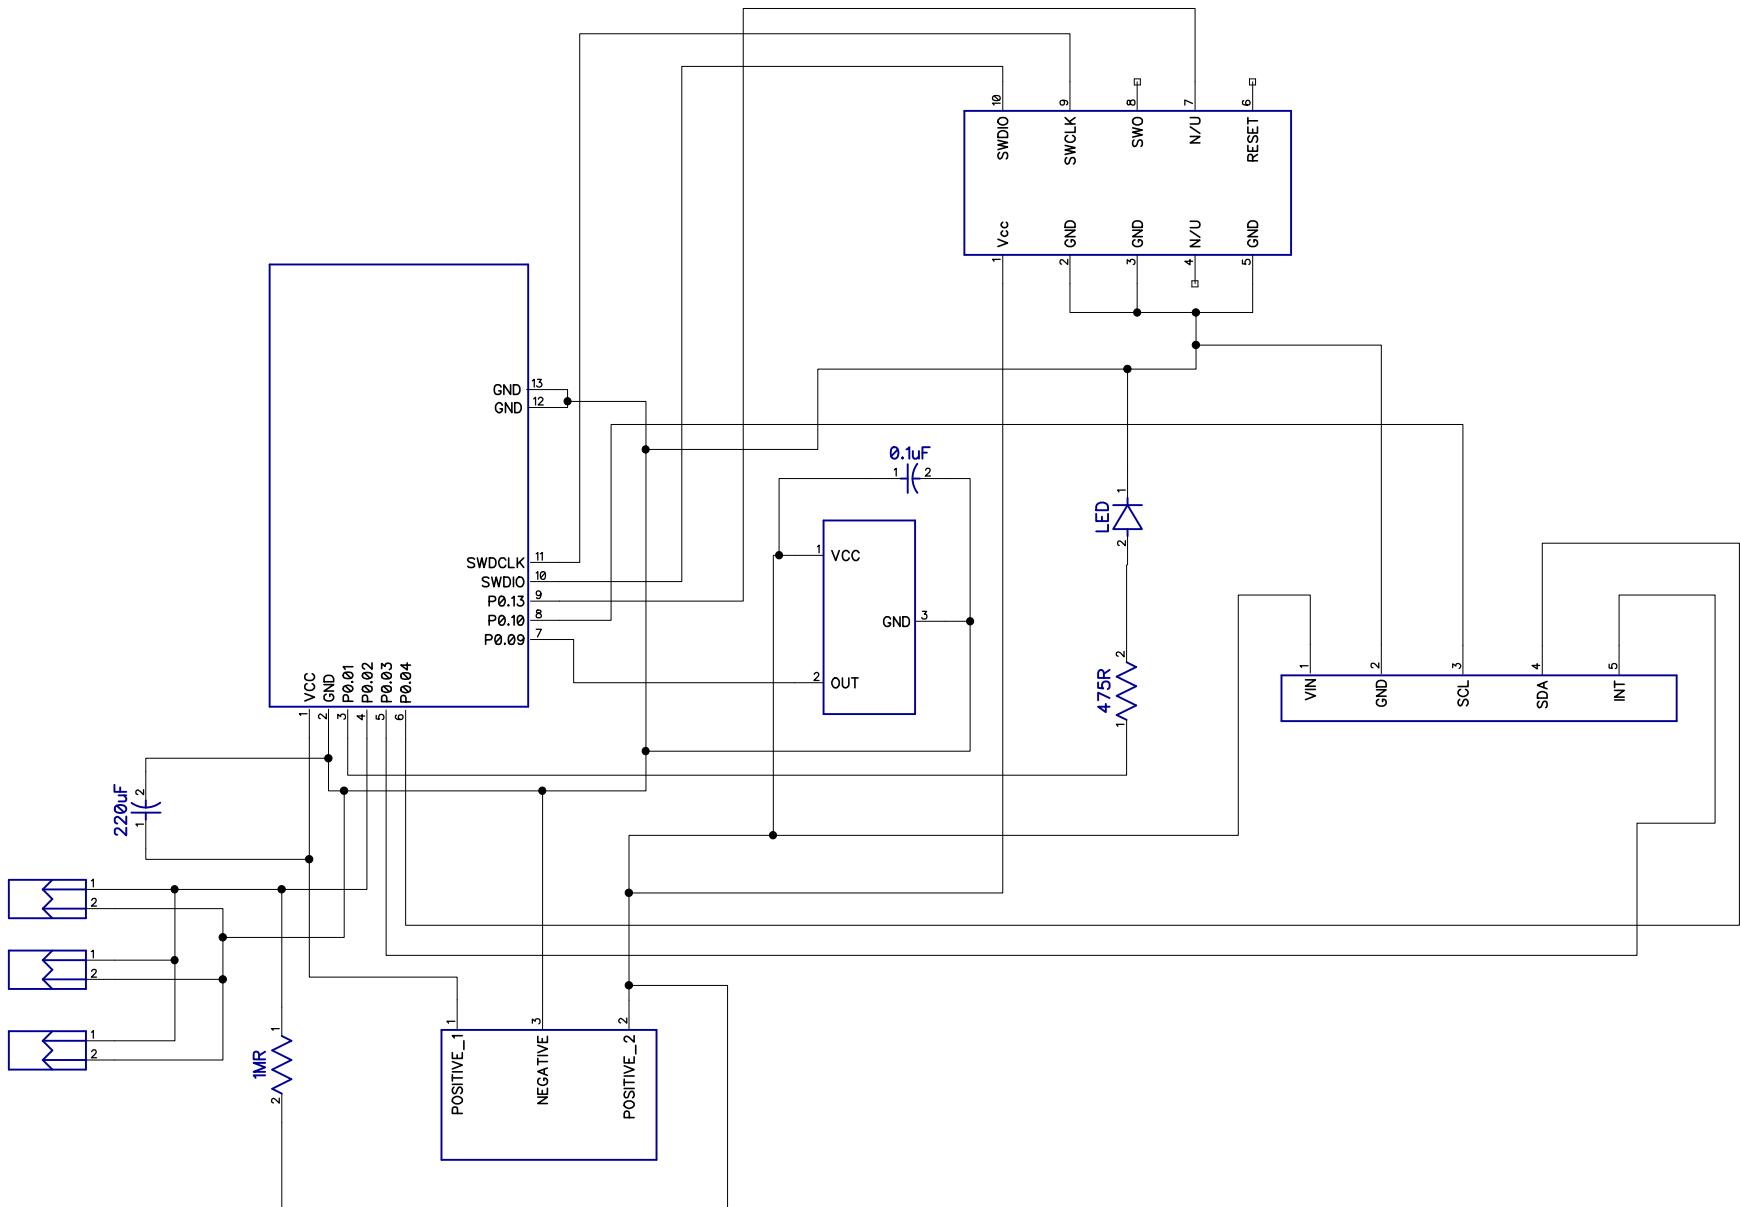 10
9
8
7
6
SWDIO
SWCLK
SWO
N/U
RESET
Vcc
GND
GND
N/U
GND
1
2
3
4
5
GND 13
GND 12
0.1uF
1 2
LED
1
2
1 VCC
SWDCLK 11
SWDIO 10
P0.13 9
P0.10 8
P0.09 7
GND 3
2 OUT
475R
2
1
VCC
GND
P0.01
P0.02
P0.03
P0.04
1
2
3
4
5
6
1
2
3
4
5
VIN
GND
SCL
SDA
INT
220uF
2
1
1
2
1
2
1
2
1MR
1
2
1
3
2
POSITIVE_1
NEGATIVE
POSITIVE_2